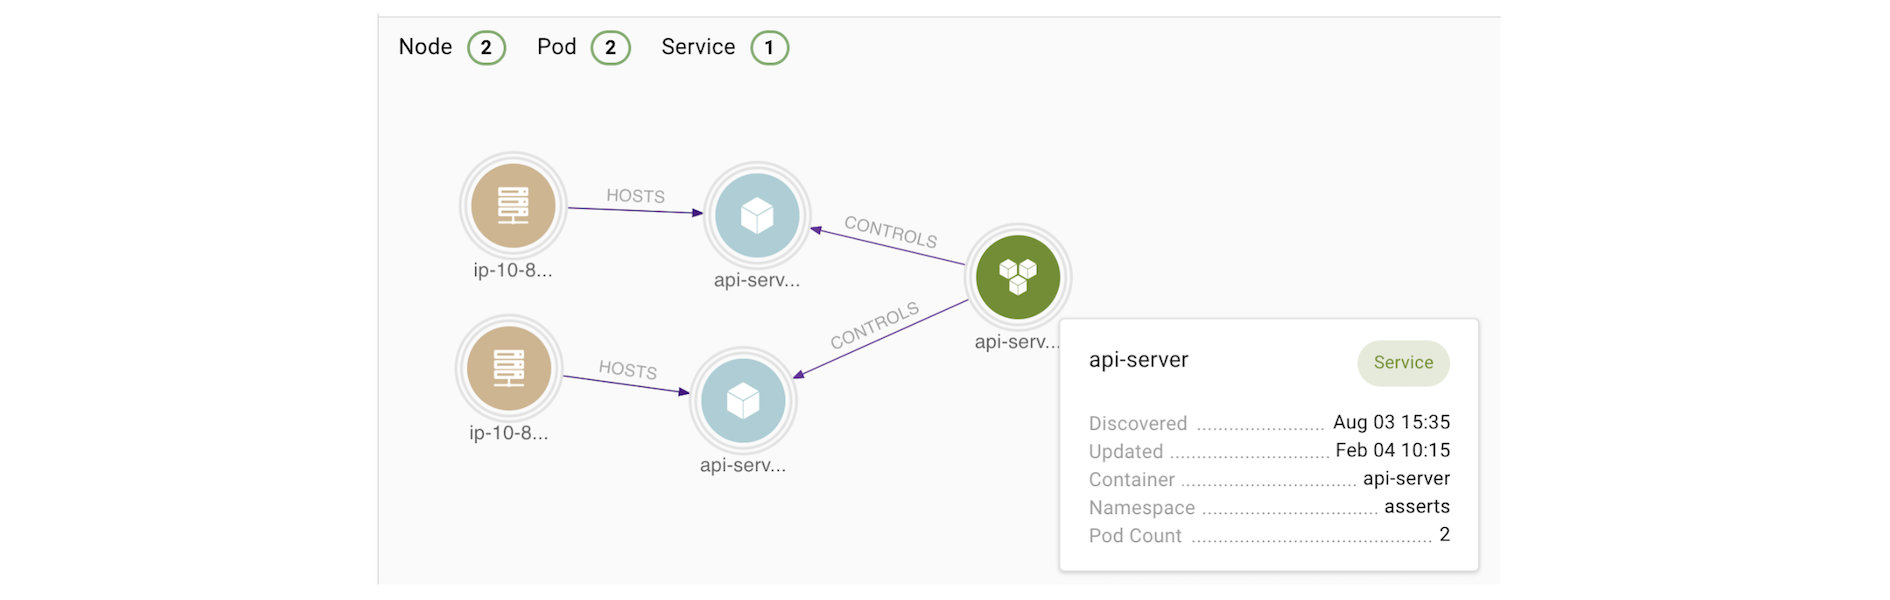 Node 2 Pod 2 Service 1
HOSTS
CONTROLS
ip-10-8...
api-serv...
CONTROLS
api-serv...
HOSTS
ip-10-8...
api-serv...
api-server Service
Discovered ........................ Aug 03 15:35
Updated .............................. Feb 04 10:15
Container ................................. api-server
Namespace ................................. asserts
Pod Count ............................................. 2